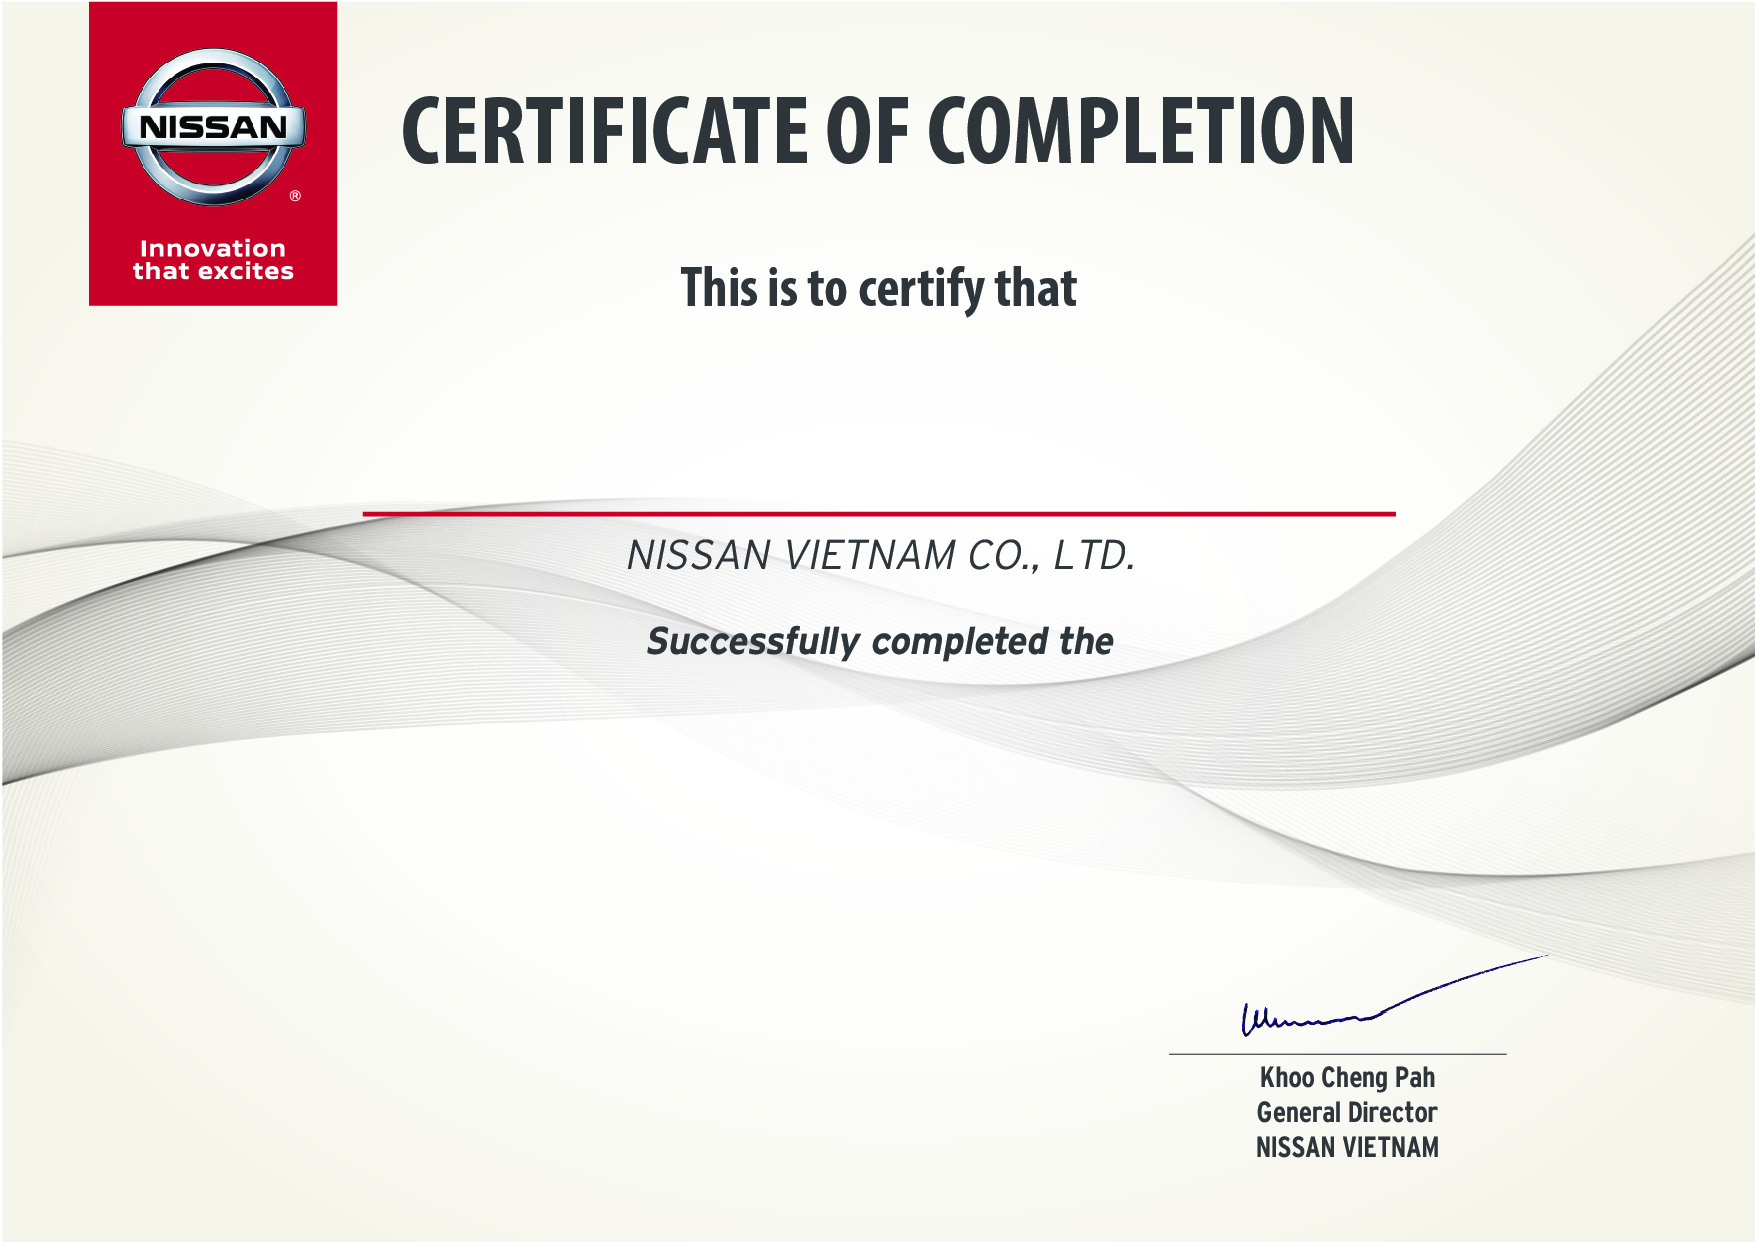 NISSAN
®
Innovation
that excites
CERTIFICATE OF COMPLETION
This is to certify that
NISSAN VIETNAM CO., LTD.
Successfully completed the
Khoo Cheng Pah
General Director
NISSAN VIETNAM